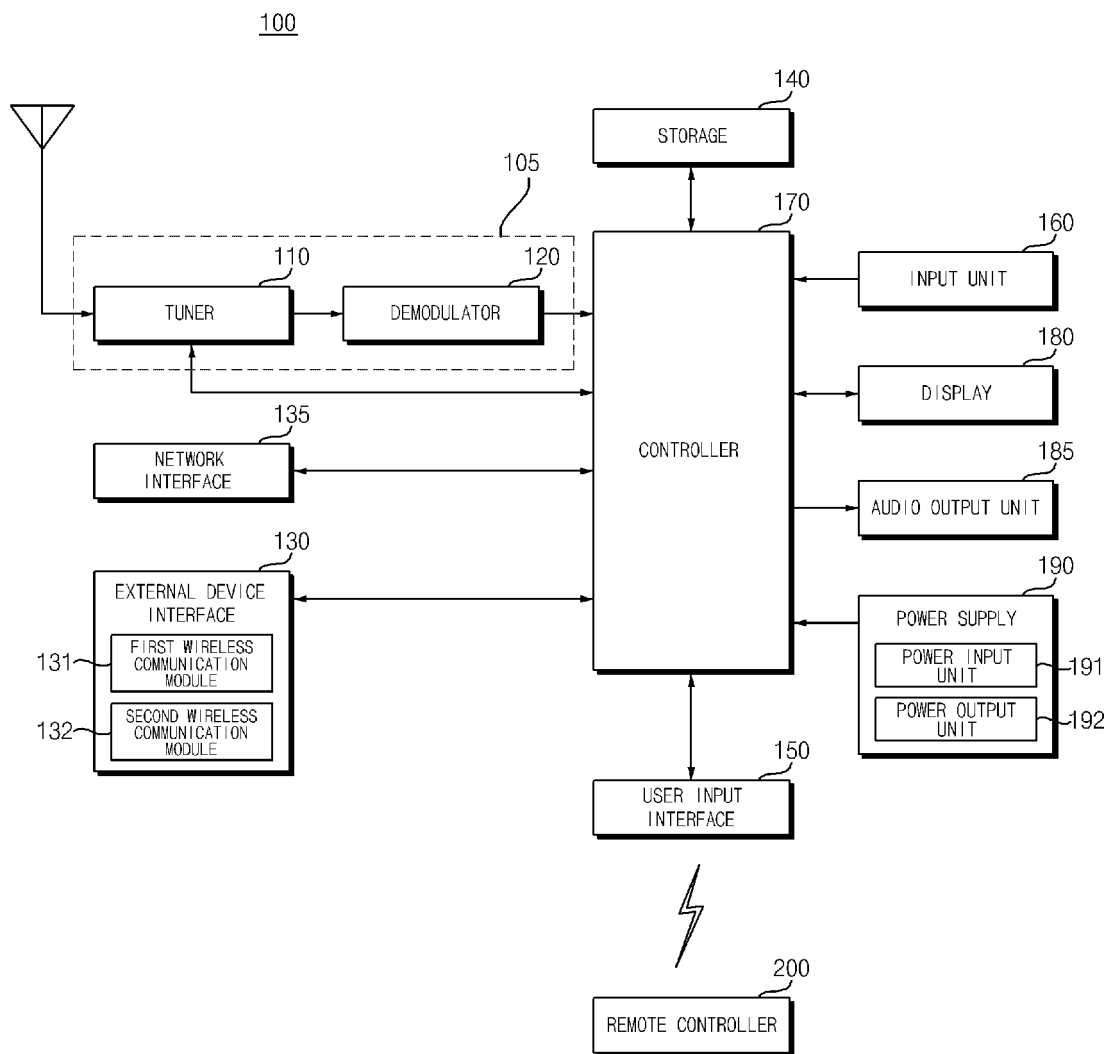 100
140
STORAGE
105
170
110
120
160
TUNER
DEMODULATOR
INPUT UNIT
180
DISPLAY
135
NETWORK
INTERFACE
CONTROLLER
185
AUDIO OUTPUT UNIT
130
EXTERNAL DEVICE
INTERFACE
131
FIRST WIRELESS
COMMUNICATION
MODULE
132
SECOND WIRELESS
COMMUNICATION
MODULE
190
POWER SUPPLY
POWER INPUT
UNIT
191
POWER OUTPUT
UNIT
192
150
USER INPUT
INTERFACE
200
REMOTE CONTROLLER